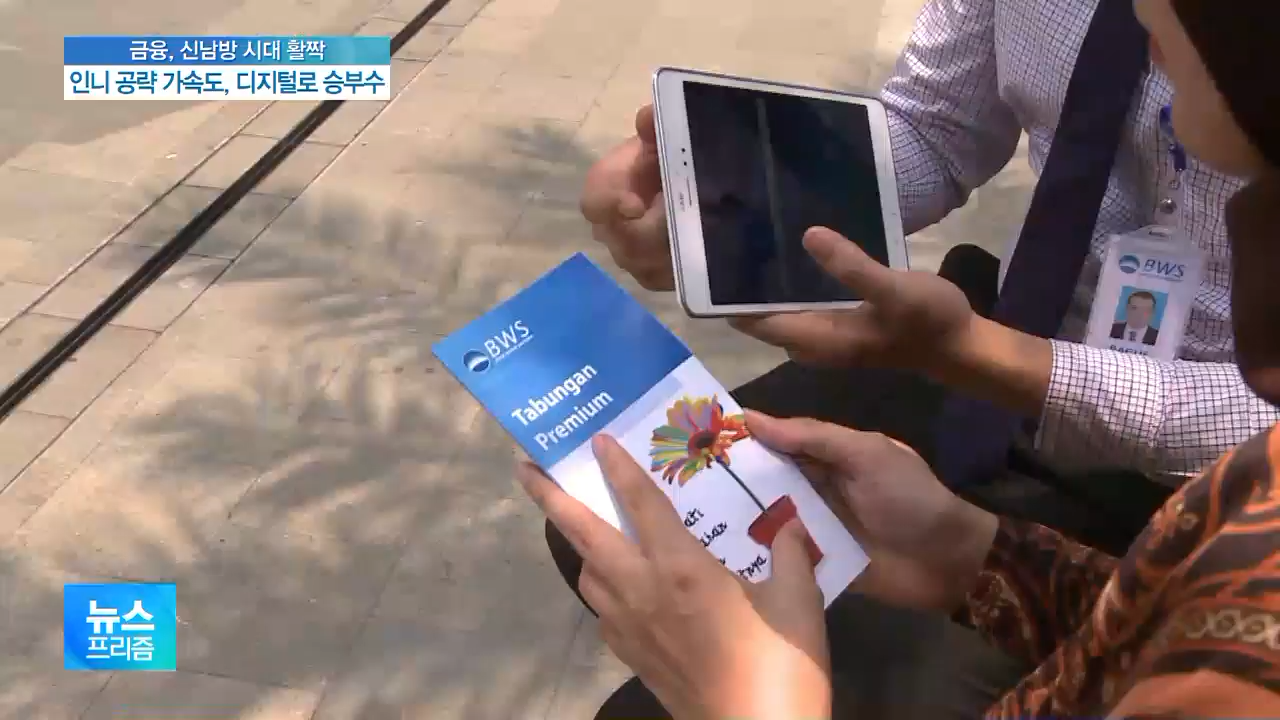 금융, 신남방 시대 활짝
인니 공략 가속도, 디지털로 승부수
BWS
BWS
Tabungan
Premium
뉴스
프리즘